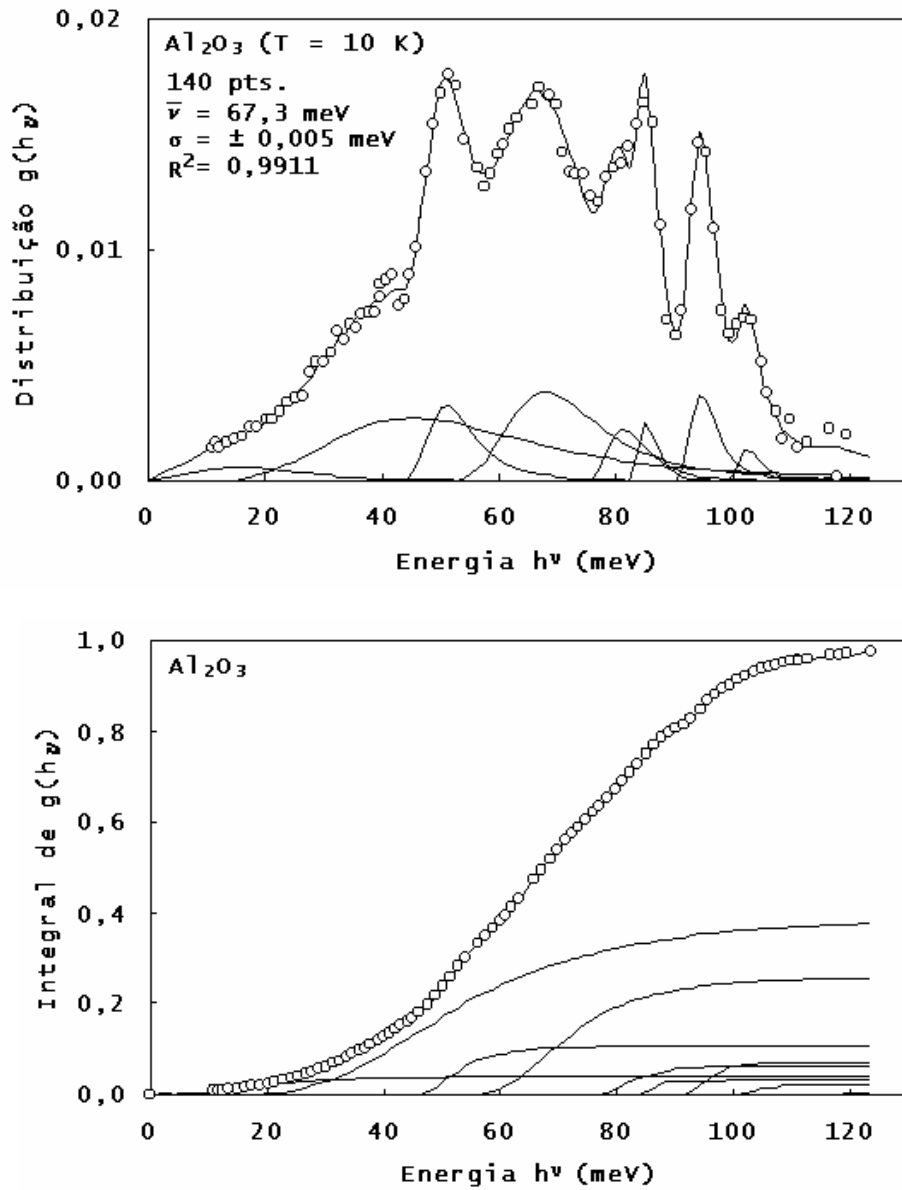 0,02
Al₂O₃ (T = 10 K)
140 pts.
ν̅ = 67,3 meV
σ = ± 0,005 meV
R²= 0,9911
Distribuição g(hν)
0,01
0,00
0 20 40 60 80 100 120
Energia hν (meV)
1,0
Al₂O₃
0,8
Integral de g(hν)
0,6
0,4
0,2
0,0
0 20 40 60 80 100 120
Energia hν (meV)